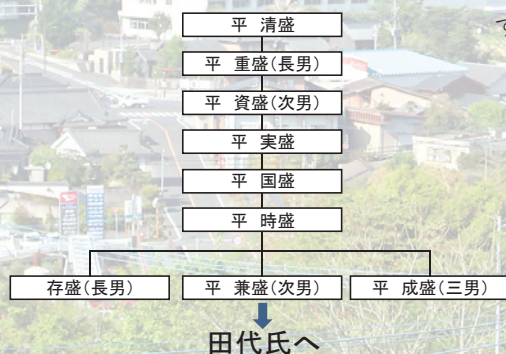 す
平 清盛
平 重盛(長男)
平 資盛(次男)
平 実盛
平 国盛
平 時盛
存盛(長男) 平 兼盛(次男) 平 成盛(三男)
田代氏へ